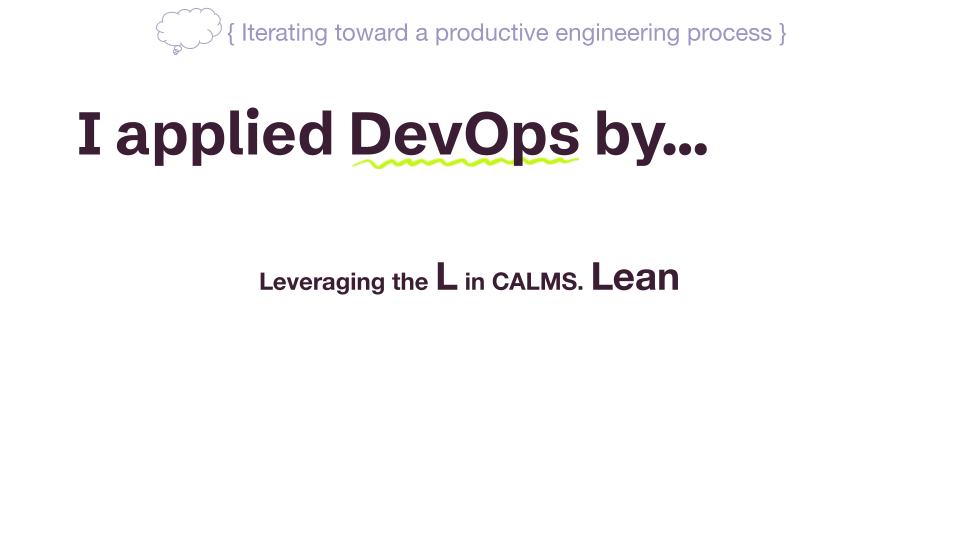 { Iterating toward a productive engineering process }
I applied DevOps by...
Leveraging the L in CALMS. Lean